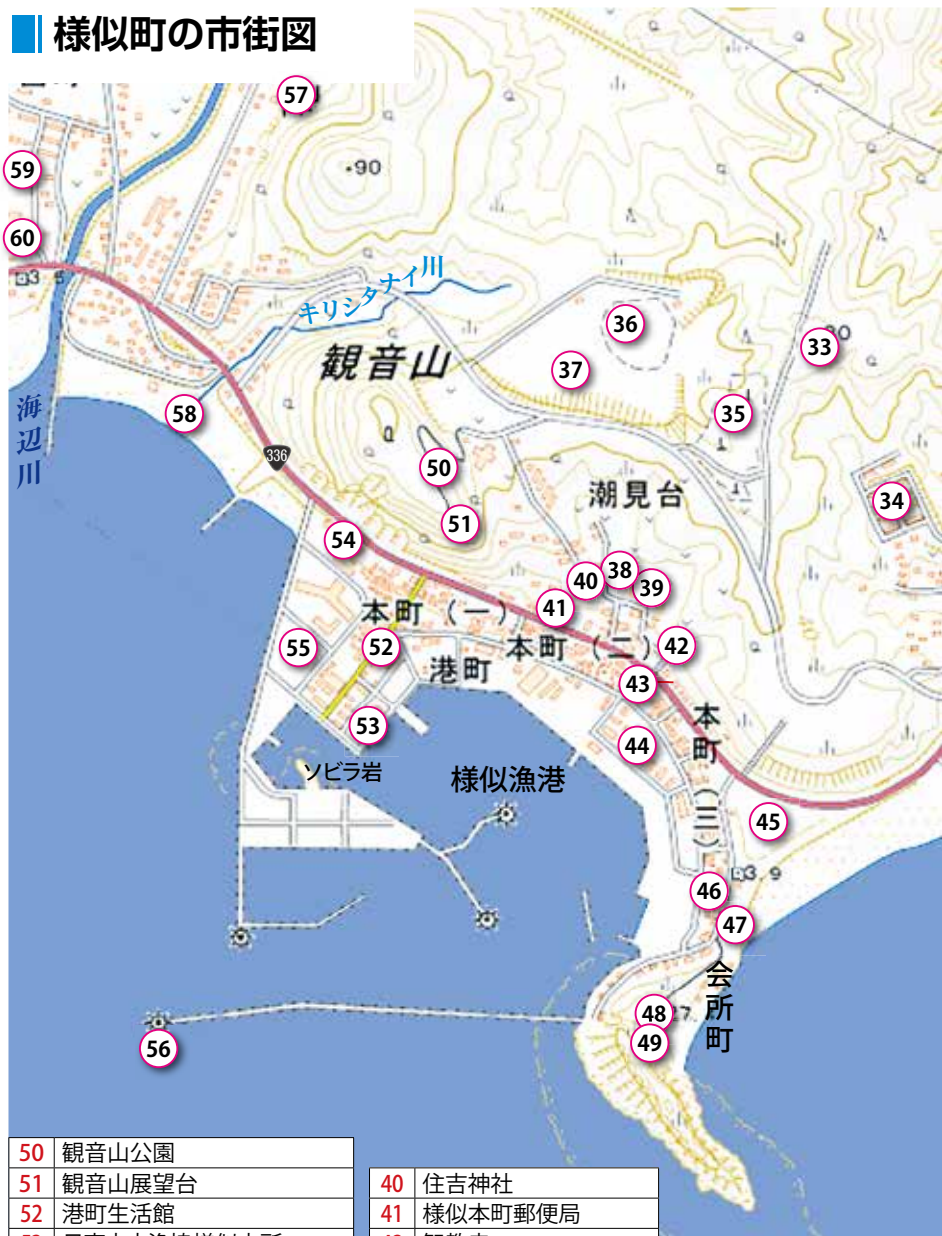 様似町の市街図
57
59
・90
60
キリシタナイ川
36
33
観音山
37
海辺川
58
35
336
50
34
潮見台
51
54
38
40
39
41
本町(一)
本町(二)
42
55
52
港町
43
本町(三)
53
44
ソビラ岩
様似漁港
45
3.9
46
47
会所町
48
27
49
56
50 観音山公園
51 観音山展望台
52 港町生活館
40 住吉神社
41 様似本町郵便局